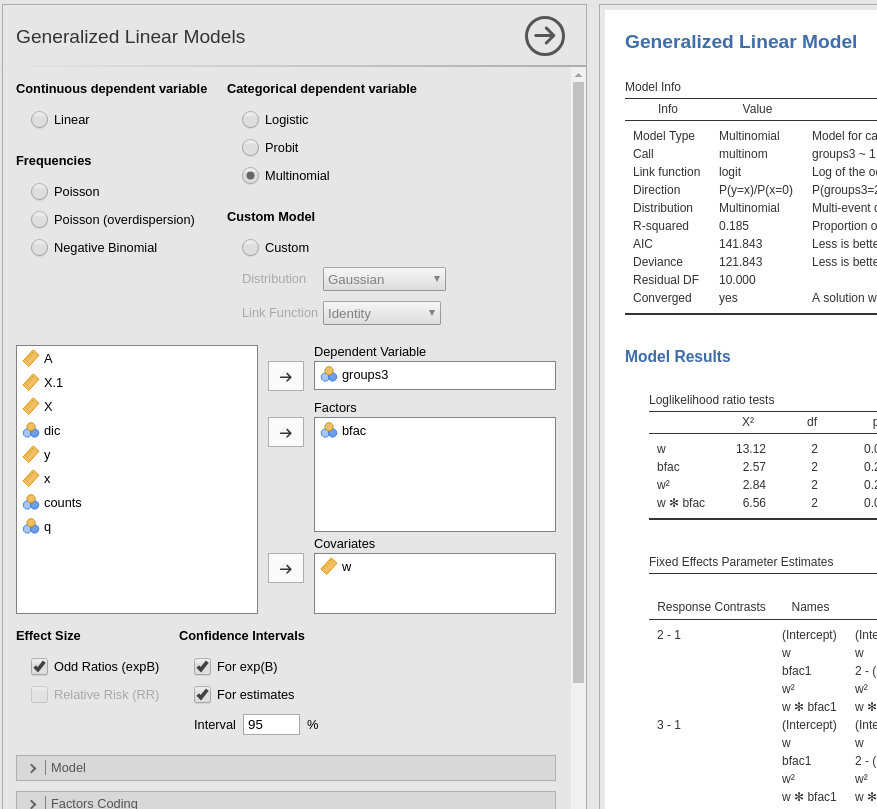 Generalized Linear Models
Continuous dependent variable
Linear
Frequencies
Poisson
Poisson (overdispersion)
Negative Binomial
Categorical dependent variable
Logistic
Probit
Multinomial
Custom Model
Custom
Distribution Gaussian
Link Function Identity
A
X.1
X
dic
y
x
counts
q
Dependent Variable
groups3
Factors
bfac
Covariates
w
Effect Size
Odd Ratios (expB)
Relative Risk (RR)
Confidence Intervals
For exp(B)
For estimates
Interval 95 %
Model
Factors Coding
Generalized Linear Model
Model Info
Info Value
Model Type Multinomial Model for ca
Call multinom groups3 ~ 1
Link function logit Log of the
Direction P(y=x)/P(x=0) P(groups3=2
Distribution Multinomial Multi-event
R-squared 0.185 Proportion
AIC 141.843 Less is bette
Deviance 121.843 Less is bette
Residual DF 10.000
Converged yes A solution w
Model Results
Loglikelihood ratio tests
X² df p
w 13.12 2 0.0
bfac 2.57 2 0.2
w² 2.84 2 0.2
w ✻ bfac 6.56 2 0.0
Fixed Effects Parameter Estimates
Response Contrasts Names
2 - 1 (Intercept) (Inte
w w
bfac1 2 - (
w² w²
w ✻ bfac1 w ✻
3 - 1 (Intercept) (Inte
w w
bfac1 2 - (
w² w²
w ✻ bfac1 w ✻